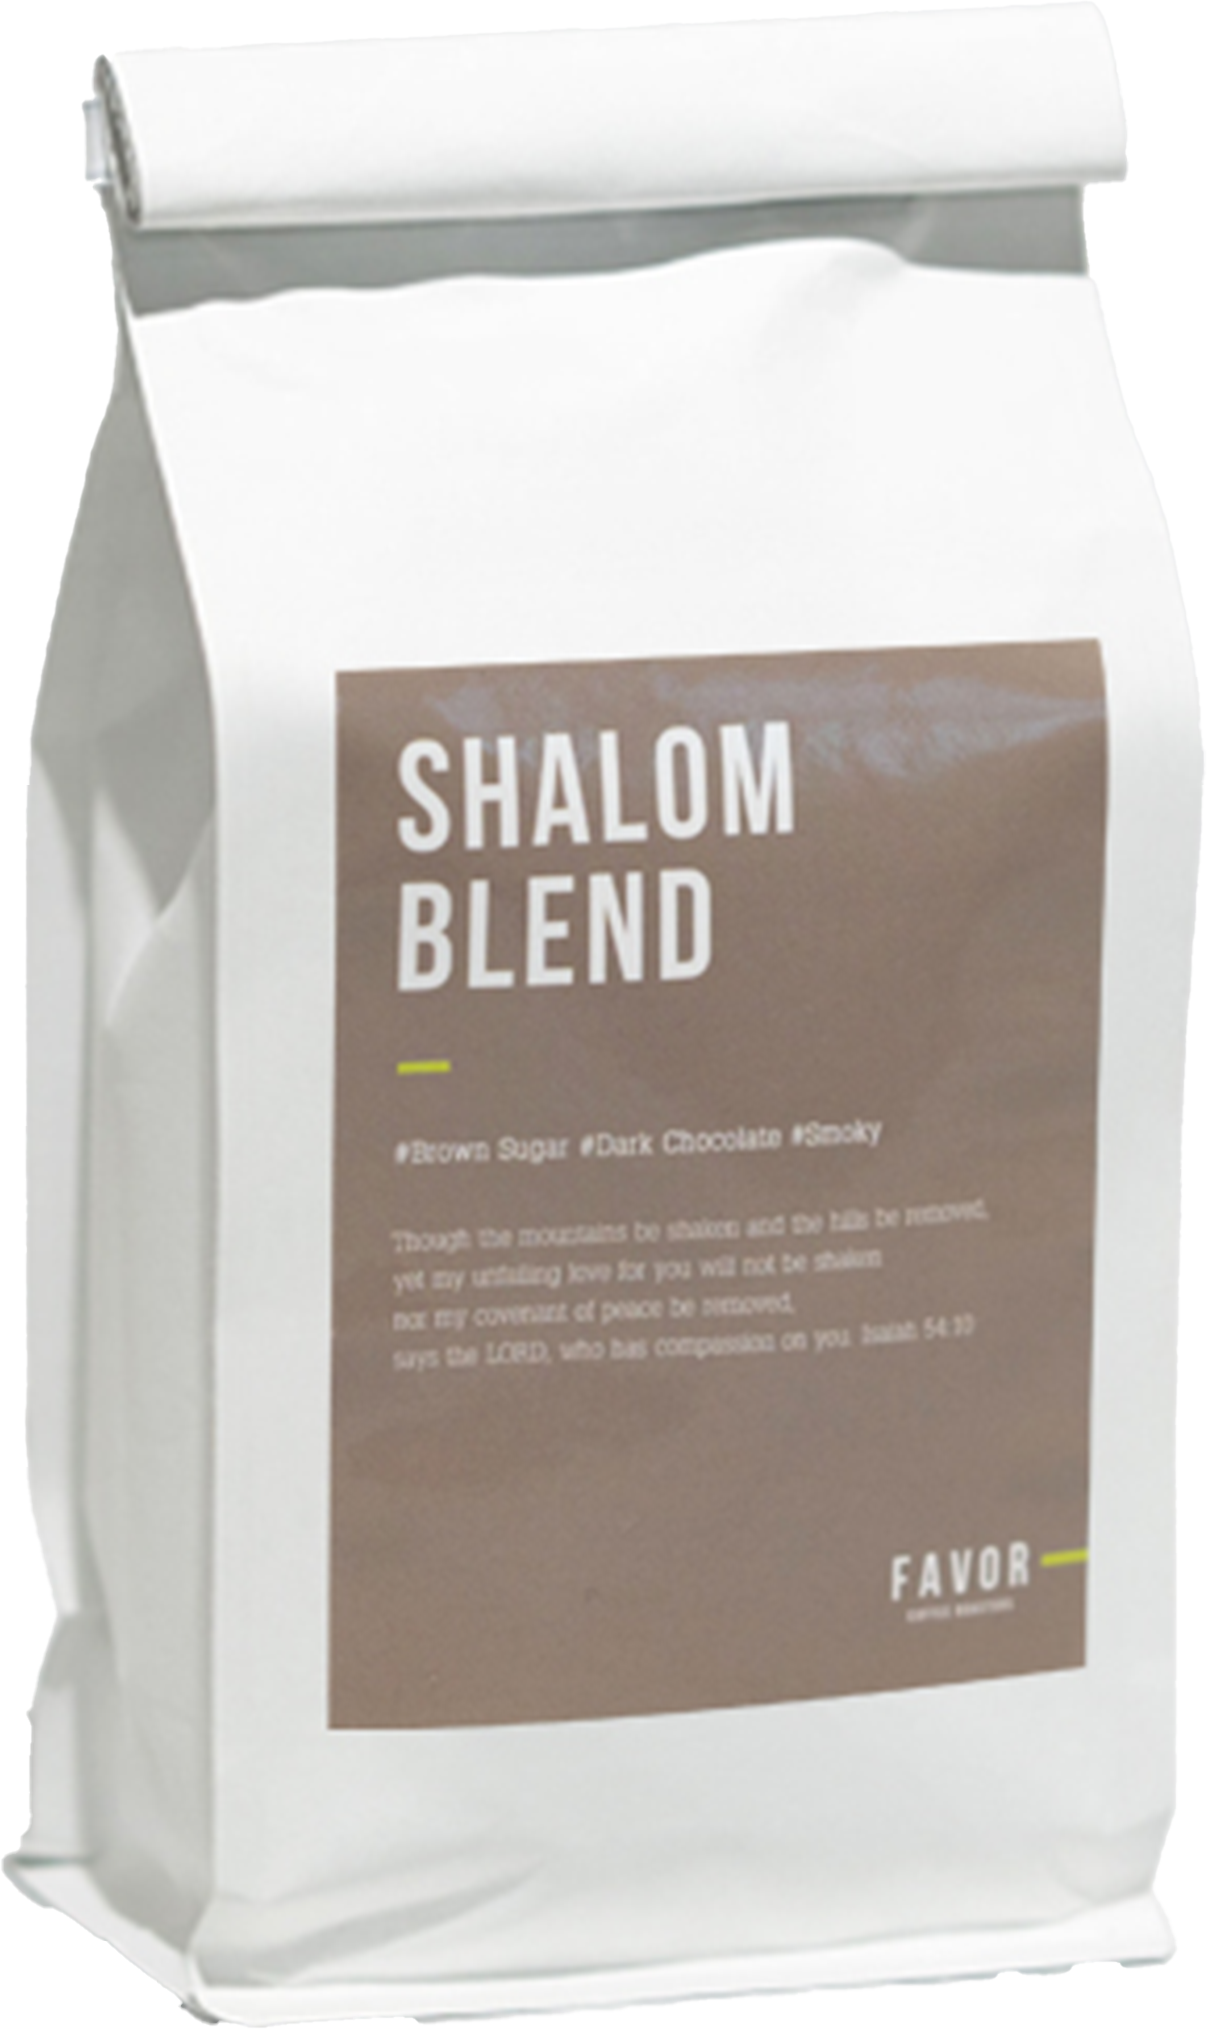 SHALOM
BLEND
#Brown Sugar #Dark Chocolate #Smoky
Though the mountains be shaken and the hills be removed,
yet my unfailing love for you will not be shaken
nor my covenant of peace be removed,
says the LORD, who has compassion on you. Isaiah 54:10
FAVOR
COFFEE ROASTERS